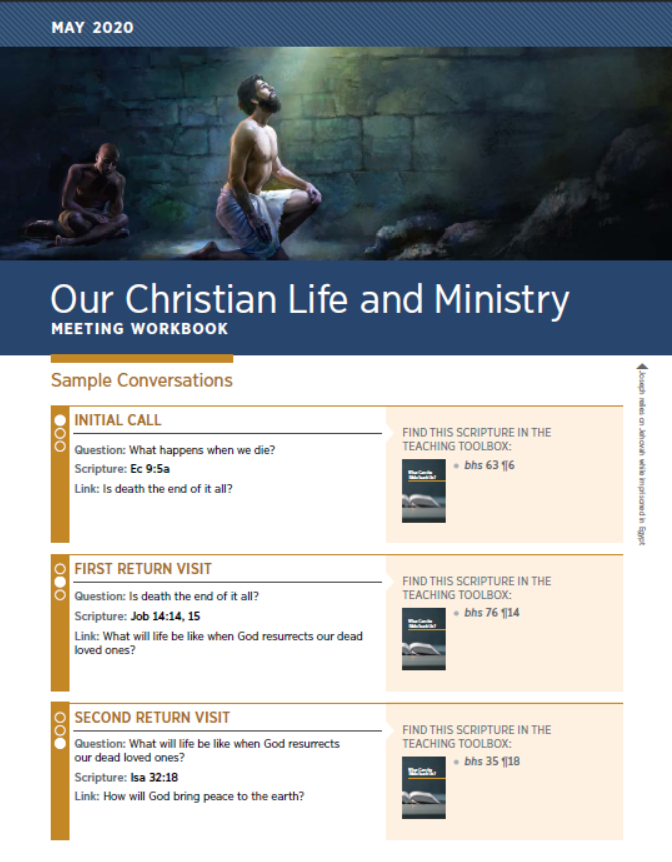 MAY 2020
Our Christian Life and Ministry
MEETING WORKBOOK
Joseph relies on Jehovah while imprisoned in Egypt
Sample Conversations
INITIAL CALL
Question: What happens when we die?
Scripture: Ec 9:5a
Link: Is death the end of it all?
FIND THIS SCRIPTURE IN THE
TEACHING TOOLBOX:
What Can the
Bible Teach Us?
bhs 63 ¶6
FIRST RETURN VISIT
Question: Is death the end of it all?
Scripture: Job 14:14, 15
Link: What will life be like when God resurrects our dead
loved ones?
FIND THIS SCRIPTURE IN THE
TEACHING TOOLBOX:
What Can the
Bible Teach Us?
bhs 76 ¶14
SECOND RETURN VISIT
Question: What will life be like when God resurrects
our dead loved ones?
Scripture: Isa 32:18
Link: How will God bring peace to the earth?
FIND THIS SCRIPTURE IN THE
TEACHING TOOLBOX:
What Can the
Bible Teach Us?
bhs 35 ¶18